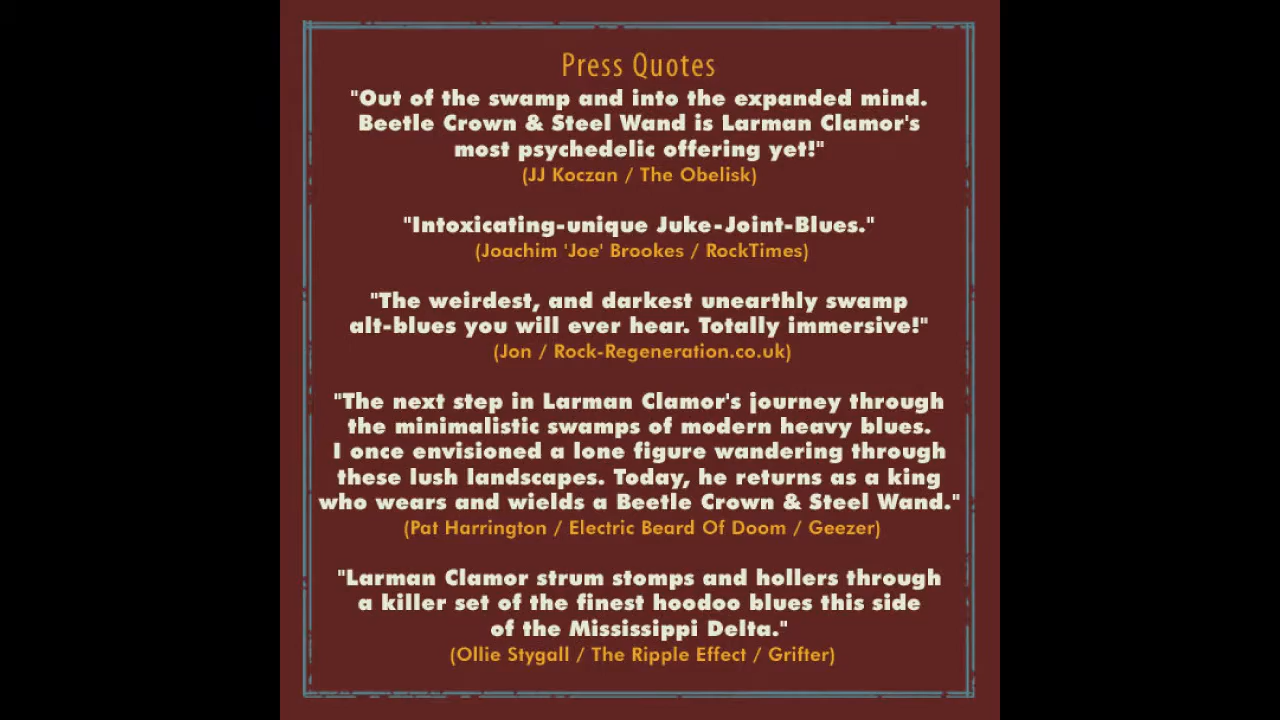 Press Quotes
"Out of the swamp and into the expanded mind.
Beetle Crown & Steel Wand is Larman Clamor's
most psychedelic offering yet!"
(JJ Koczan / The Obelisk)
"Intoxicating-unique Juke-Joint-Blues."
(Joachim 'Joe' Brookes / RockTimes)
"The weirdest, and darkest unearthly swamp
alt-blues you will ever hear. Totally immersive!"
(Jon / Rock-Regeneration.co.uk)
"The next step in Larman Clamor's journey through
the minimalistic swamps of modern heavy blues.
I once envisioned a lone figure wandering through
these lush landscapes. Today, he returns as a king
who wears and wields a Beetle Crown & Steel Wand."
(Pat Harrington / Electric Beard Of Doom / Geezer)
"Larman Clamor strum stomps and hollers through
a killer set of the finest hoodoo blues this side
of the Mississippi Delta."
(Ollie Stygall / The Ripple Effect / Grifter)